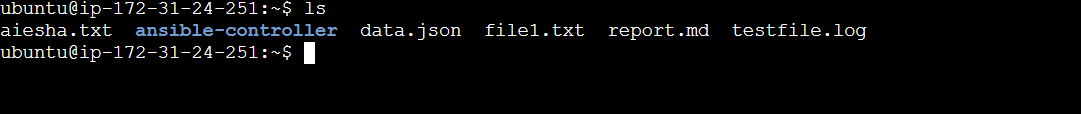 ubuntu@ip-172-31-24-251:~$ ls
aiesha.txt  ansible-controller  data.json  file1.txt  report.md  testfile.log
ubuntu@ip-172-31-24-251:~$